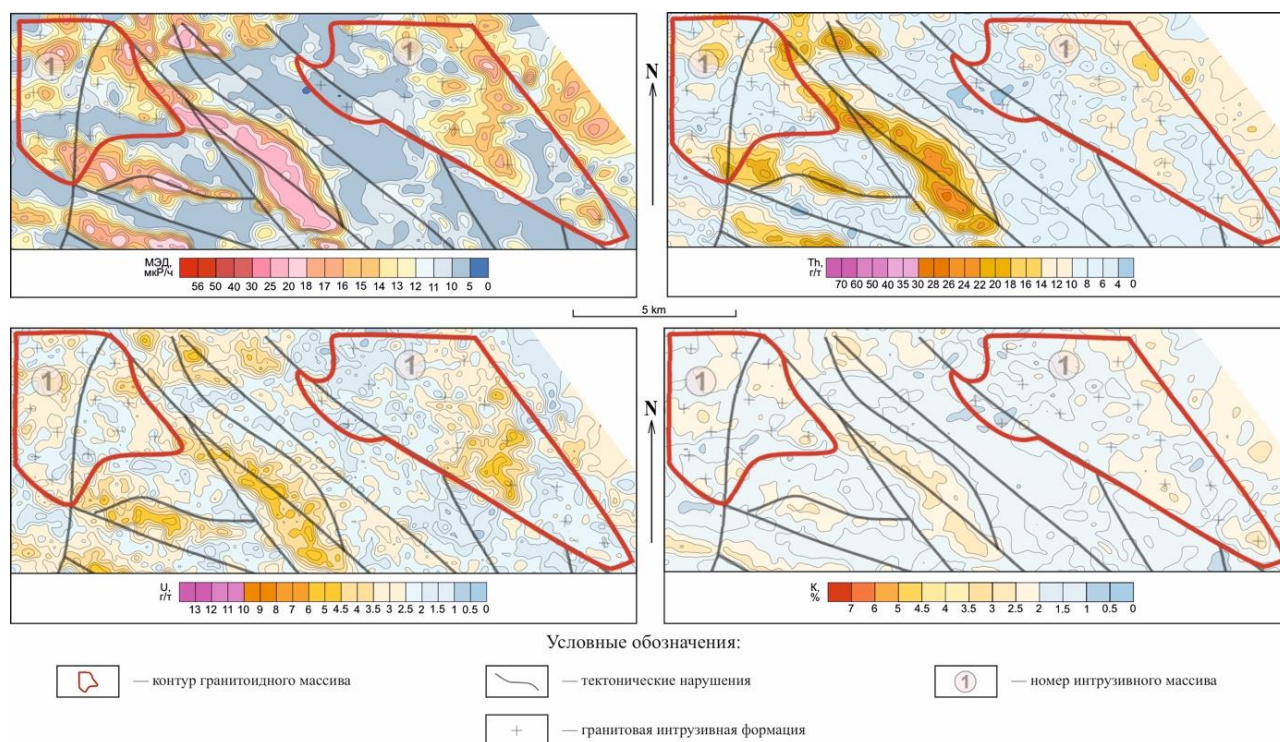 1
1
МЭД,
мкР/ч
56 50 40 30 25 20 18 17 16 15 14 13 12 11 10 5 0
N
1
1
Th,
г/т
70 60 50 40 35 30 28 26 24 22 20 18 16 14 12 10 8 6 4 0
5 km
1
1
U,
г/т
13 12 11 10 9 8 7 6 5 4.5 4 3.5 3 2.5 2 1.5 1 0.5 0
N
1
1
K,
%
7 6 5 4.5 4 3.5 3 2.5 2 1.5 1 0.5 0
Условные обозначения:
— контур гранитоидного массива
— тектонические нарушения
1 — номер интрузивного массива
— гранитовая интрузивная формация